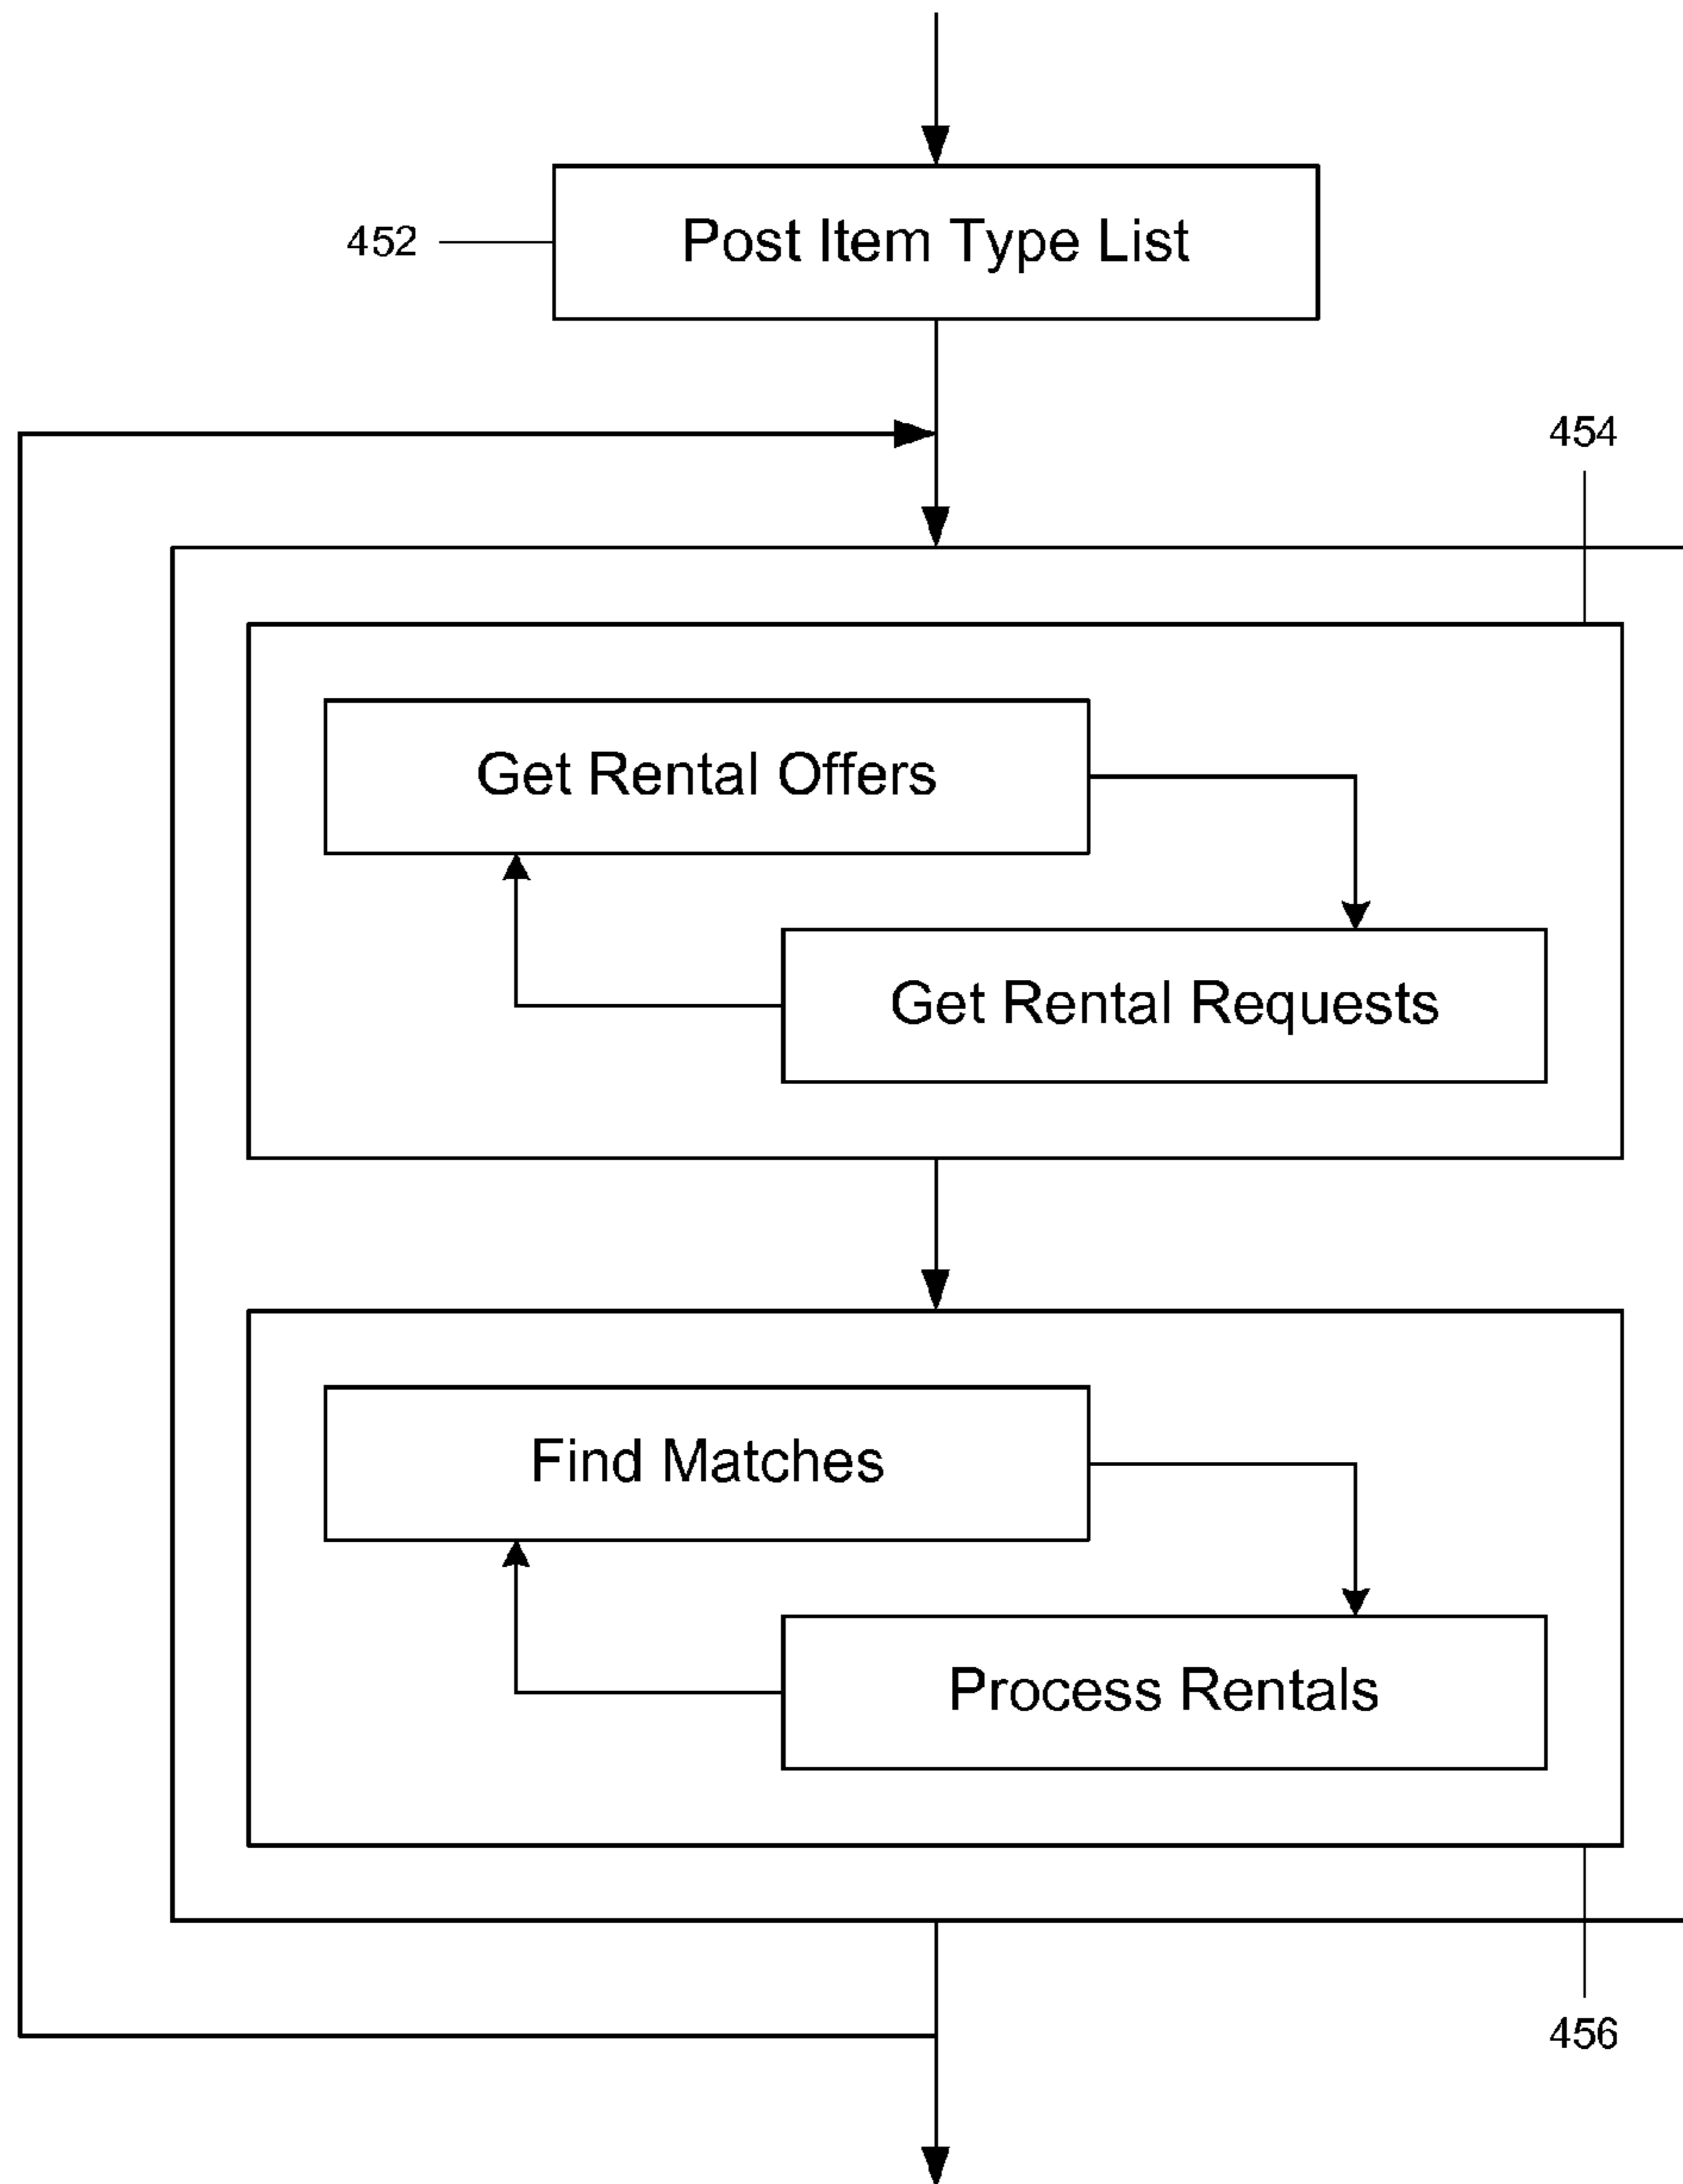 Post Item Type List
452
454
Get Rental Offers
Get Rental Requests
Find Matches
Process Rentals
456